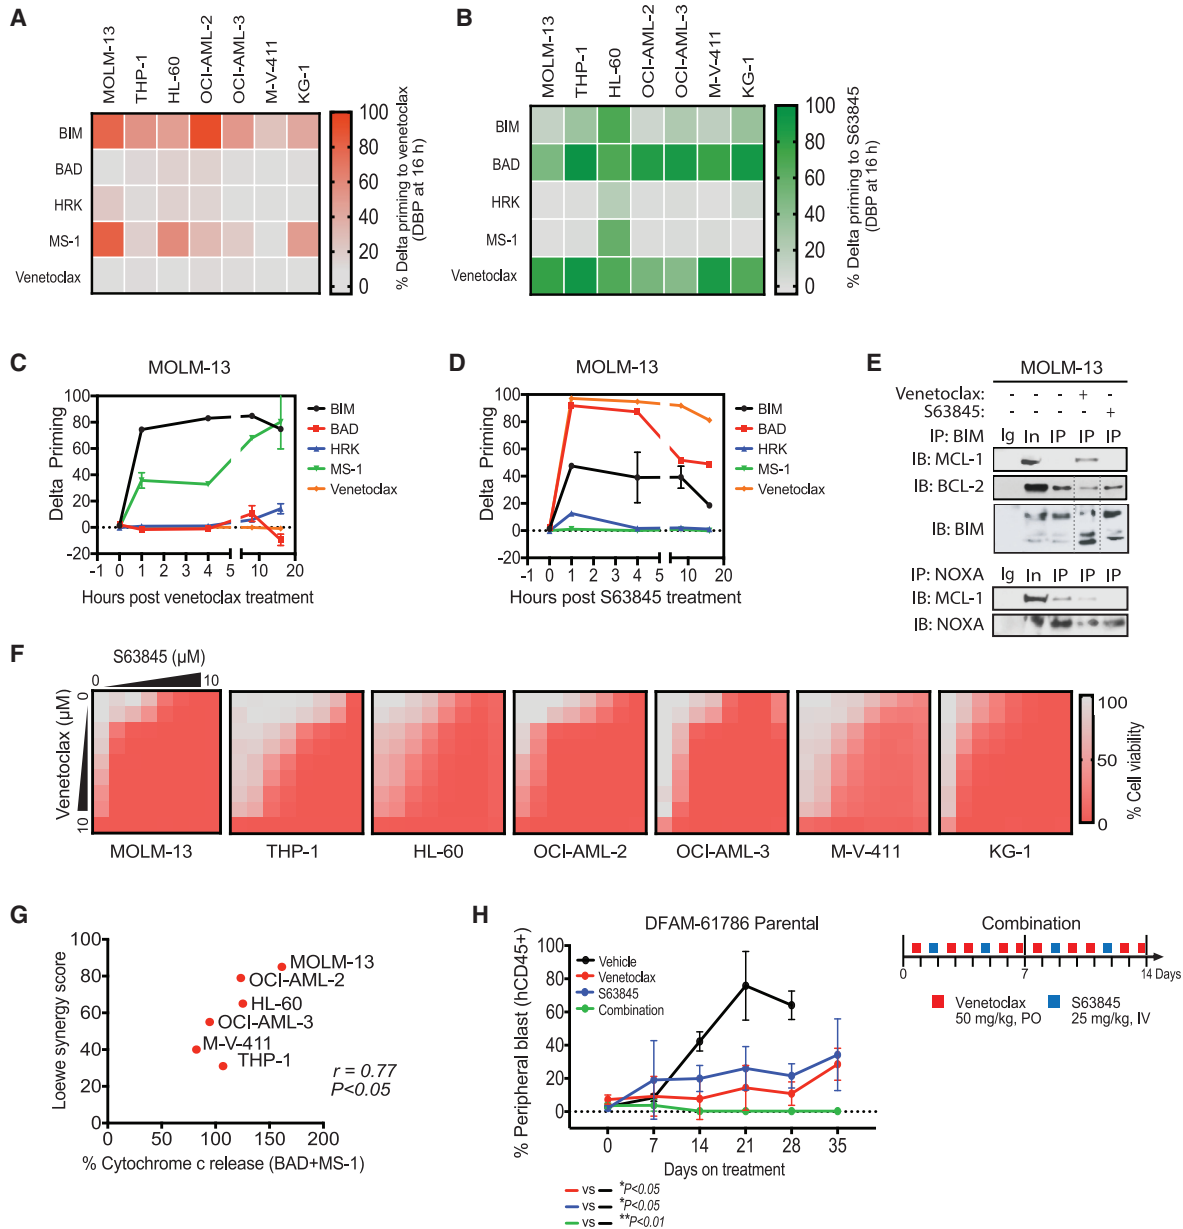 A
MOLM-13
THP-1
HL-60
OCI-AML-2
OCI-AML-3
M-V-411
KG-1
BIM
BAD
HRK
MS-1
Venetoclax
100
80
60
40
20
0
% Delta priming to venetoclax
(DBP at 16 h)
B
MOLM-13
THP-1
HL-60
OCI-AML-2
OCI-AML-3
M-V-411
KG-1
BIM
BAD
HRK
MS-1
Venetoclax
100
80
60
40
20
0
% Delta priming to S63845
(DBP at 16 h)
C
MOLM-13
Delta Priming
100
80
60
40
20
0
-20
-1 0 1 2 3 4 5 10 20
Hours post venetoclax treatment
BIM
BAD
HRK
MS-1
Venetoclax
D
MOLM-13
Delta Priming
100
80
60
40
20
0
-20
-1 0 1 2 3 4 5 10 20
Hours post S63845 treatment
BIM
BAD
HRK
MS-1
Venetoclax
E
MOLM-13
Venetoclax: - - - + -
S63845: - - - - +
IP: BIM Ig In IP IP IP
IB: MCL-1
IB: BCL-2
IB: BIM
IP: NOXA Ig In IP IP IP
IB: MCL-1
IB: NOXA
F
S63845 (μM)
0 10
Venetoclax (μM)
0
10
MOLM-13
THP-1
HL-60
OCI-AML-2
OCI-AML-3
M-V-411
KG-1
100
50
0
% Cell viability
G
Loewe synergy score
100
80
60
40
20
0
MOLM-13
OCI-AML-2
HL-60
OCI-AML-3
M-V-411
THP-1
r = 0.77
P<0.05
0 50 100 150 200
% Cytochrome c release (BAD+MS-1)
H
DFAM-61786 Parental
% Peripheral blast (hCD45+)
100
80
60
40
20
0
Vehicle
Venetoclax
S63845
Combination
0 7 14 21 28 35
Days on treatment
vs *P<0.05
vs *P<0.05
vs **P<0.01
Combination
0 7 14 Days
Venetoclax
50 mg/kg, PO
S63845
25 mg/kg, IV